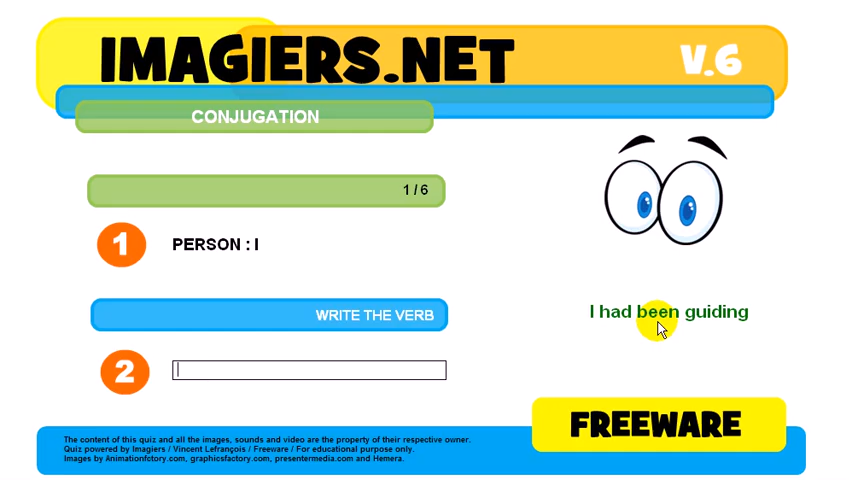 IMAGIERS.NET
V.6
CONJUGATION
1 / 6
1
PERSON : I
WRITE THE VERB
I had been guiding
2
FREEWARE
The content of this quiz and all the images, sounds and video are the property of their respective owner.
Quiz powered by Imagiers / Vincent Lefrançois / Freeware / For educational purpose only.
Images by Animationfctory.com, graphicsfactory.com, presentermedia.com and Hemera.